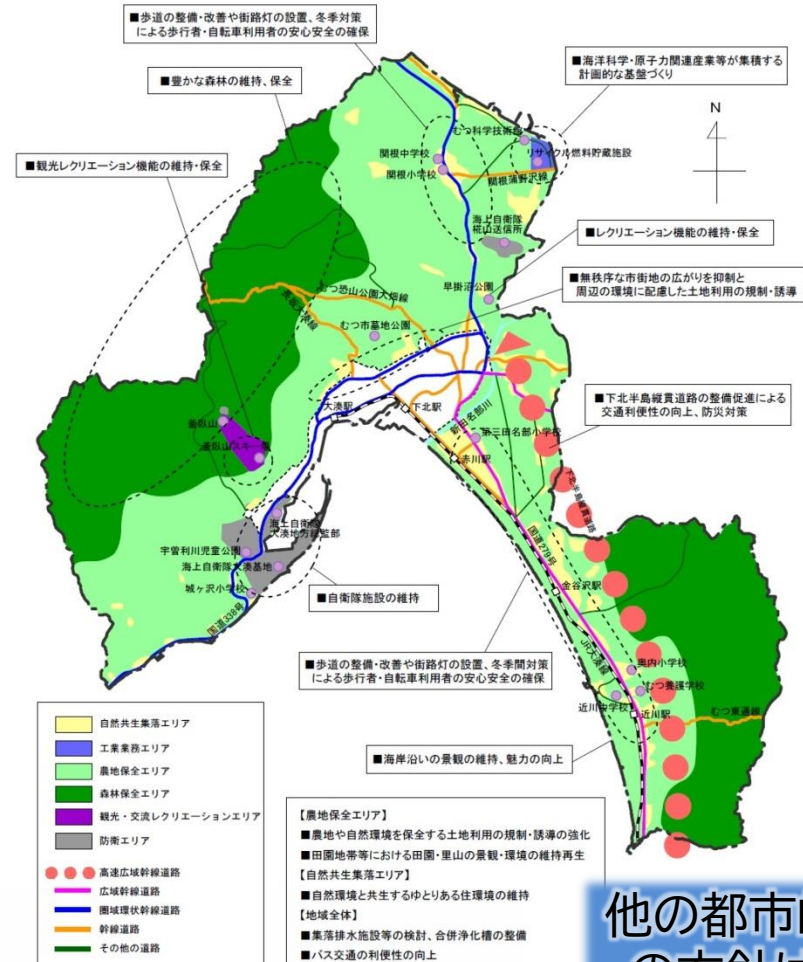 ■歩道の整備・改善や街路灯の設置、冬季対策
による歩行者・自転車利用者の安心安全の確保
■豊かな森林の維持、保全
■海洋科学・原子力関連産業等が集積する
計画的な基盤づくり
■観光レクリエーション機能の維持・保全
N
むつ科学技術館
リサイクル燃料貯蔵施設
関根中学校
関根小学校
関根蒲野沢線
海上自衛隊
椛山送信所
■レクリエーション機能の維持・保全
早掛沼公園
■無秩序な市街地の広がりを抑制と
周辺の環境に配慮した土地利用の規制・誘導
むつ恐山公園大畑線
むつ市墓地公園
大湊駅
下北駅
新田名部川
第三田名部小学校
赤川駅
■下北半島縦貫道路の整備促進による
交通利便性の向上、防災対策
下北半島縦貫道路
釜臥山
釜臥山スキー場
海上自衛隊
大湊地方総監部
宇曽利川児童公園
海上自衛隊大湊基地
城ヶ沢小学校
国道338号
■自衛隊施設の維持
国道279号
金谷沢駅
JR大湊線
奥内小学校
むつ養護学校
近川中学校
近川駅
むつ東通線
■歩道の整備・改善や街路灯の設置、冬季間対策
による歩行者・自転車利用者の安心安全の確保
■海岸沿いの景観の維持、魅力の向上
自然共生集落エリア
工業業務エリア
農地保全エリア
森林保全エリア
観光・交流レクリエーションエリア
防衛エリア
高速広域幹線道路
広域幹線道路
圏域環状幹線道路
幹線道路
その他の道路
【農地保全エリア】
■農地や自然環境を保全する土地利用の規制・誘導の強化
■田園地帯等における田園・里山の景観・環境の維持再生
【自然共生集落エリア】
■自然環境と共生するゆとりある住環境の維持
【地域全体】
■集落排水施設等の検討、合併浄化槽の整備
■バス交通の利便性の向上
他の都市